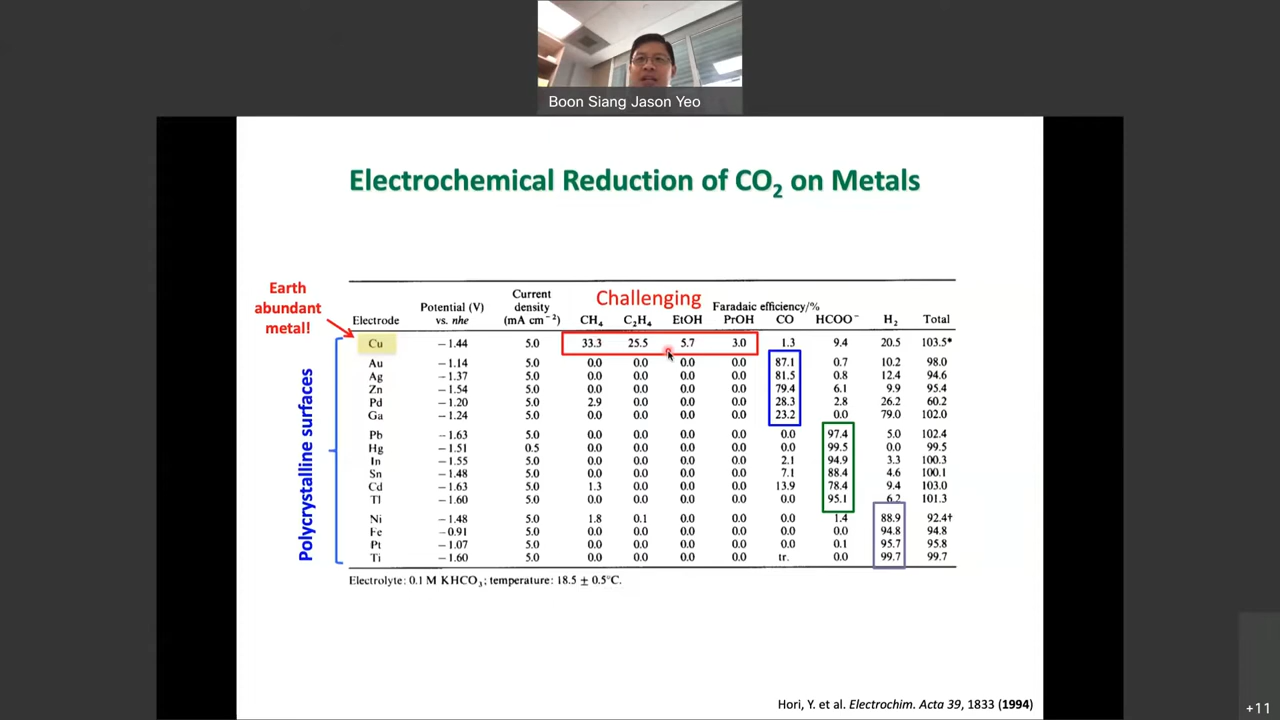 Boon Siang Jason Yeo
Electrochemical Reduction of CO₂ on Metals
Earth
abundant
metal!
Polycrystalline surfaces
Challenging
Electrode Potential (V) vs. nhe Current density (mA cm⁻²) Faradaic efficiency/% CH₄ C₂H₄ EtOH PrOH CO HCOO⁻ H₂ Total
Cu −1.44 5.0 33.3 25.5 5.7 3.0 1.3 9.4 20.5 103.5*
Au −1.14 5.0 0.0 0.0 0.0 0.0 87.1 0.7 10.2 98.0
Ag −1.37 5.0 0.0 0.0 0.0 0.0 81.5 0.8 12.4 94.6
Zn −1.54 5.0 0.0 0.0 0.0 0.0 79.4 6.1 9.9 95.4
Pd −1.20 5.0 2.9 0.0 0.0 0.0 28.3 2.8 26.2 60.2
Ga −1.24 5.0 0.0 0.0 0.0 0.0 23.2 0.0 79.0 102.0
Pb −1.63 5.0 0.0 0.0 0.0 0.0 0.0 97.4 5.0 102.4
Hg −1.51 0.5 0.0 0.0 0.0 0.0 0.0 99.5 0.0 99.5
In −1.55 5.0 0.0 0.0 0.0 0.0 2.1 94.9 3.3 100.3
Sn −1.48 5.0 0.0 0.0 0.0 0.0 7.1 88.4 4.6 100.1
Cd −1.63 5.0 1.3 0.0 0.0 0.0 13.9 78.4 9.4 103.0
Tl −1.60 5.0 0.0 0.0 0.0 0.0 0.0 95.1 6.2 101.3
Ni −1.48 5.0 1.8 0.1 0.0 0.0 0.0 1.4 88.9 92.4†
Fe −0.91 5.0 0.0 0.0 0.0 0.0 0.0 0.0 94.8 94.8
Pt −1.07 5.0 0.0 0.0 0.0 0.0 0.0 0.1 95.7 95.8
Ti −1.60 5.0 0.0 0.0 0.0 0.0 tr. 0.0 99.7 99.7
Electrolyte: 0.1 M KHCO₃; temperature: 18.5 ± 0.5°C.
Hori, Y. et al. Electrochim. Acta 39, 1833 (1994)
+11